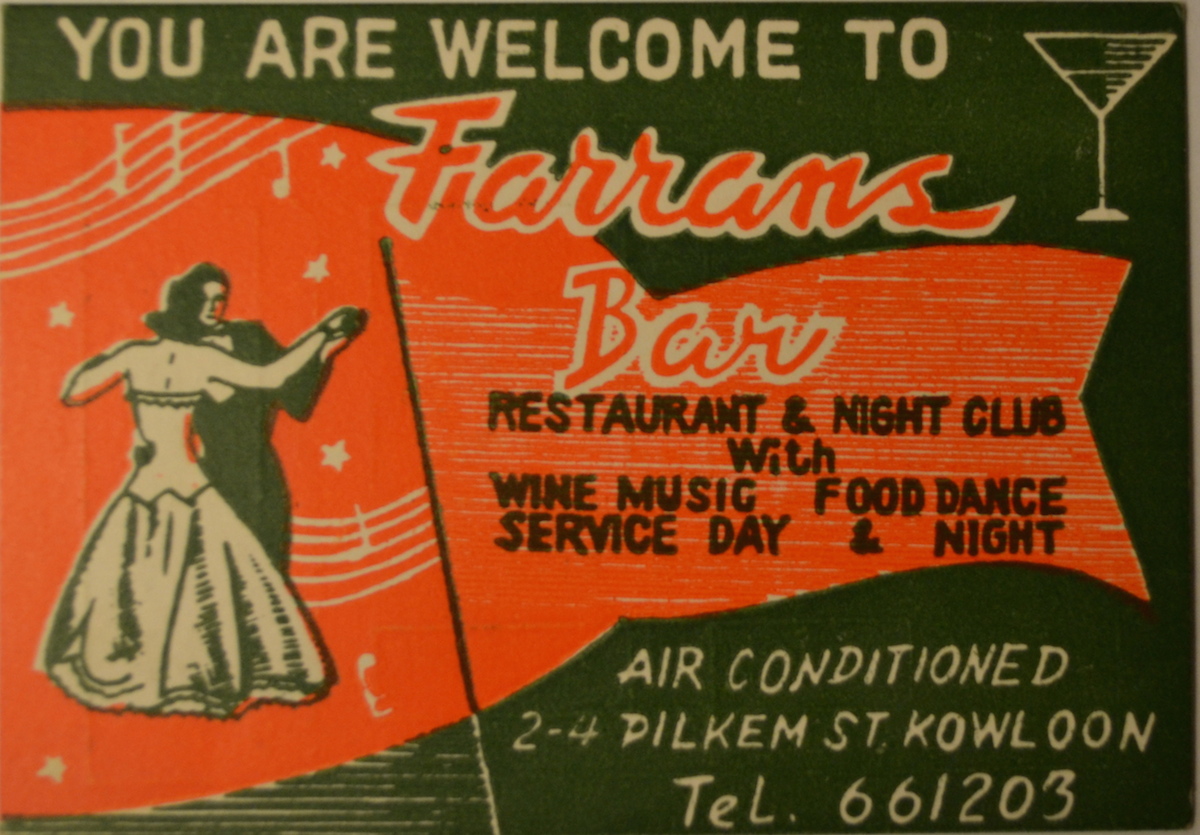 YOU ARE WELCOME TO
Farrans
Bar
RESTAURANT & NIGHT CLUB
With
WINE MUSIC FOOD DANCE
SERVICE DAY & NIGHT
AIR CONDITIONED
2-4 PILKEM ST. KOWLOON
TeL. 661203